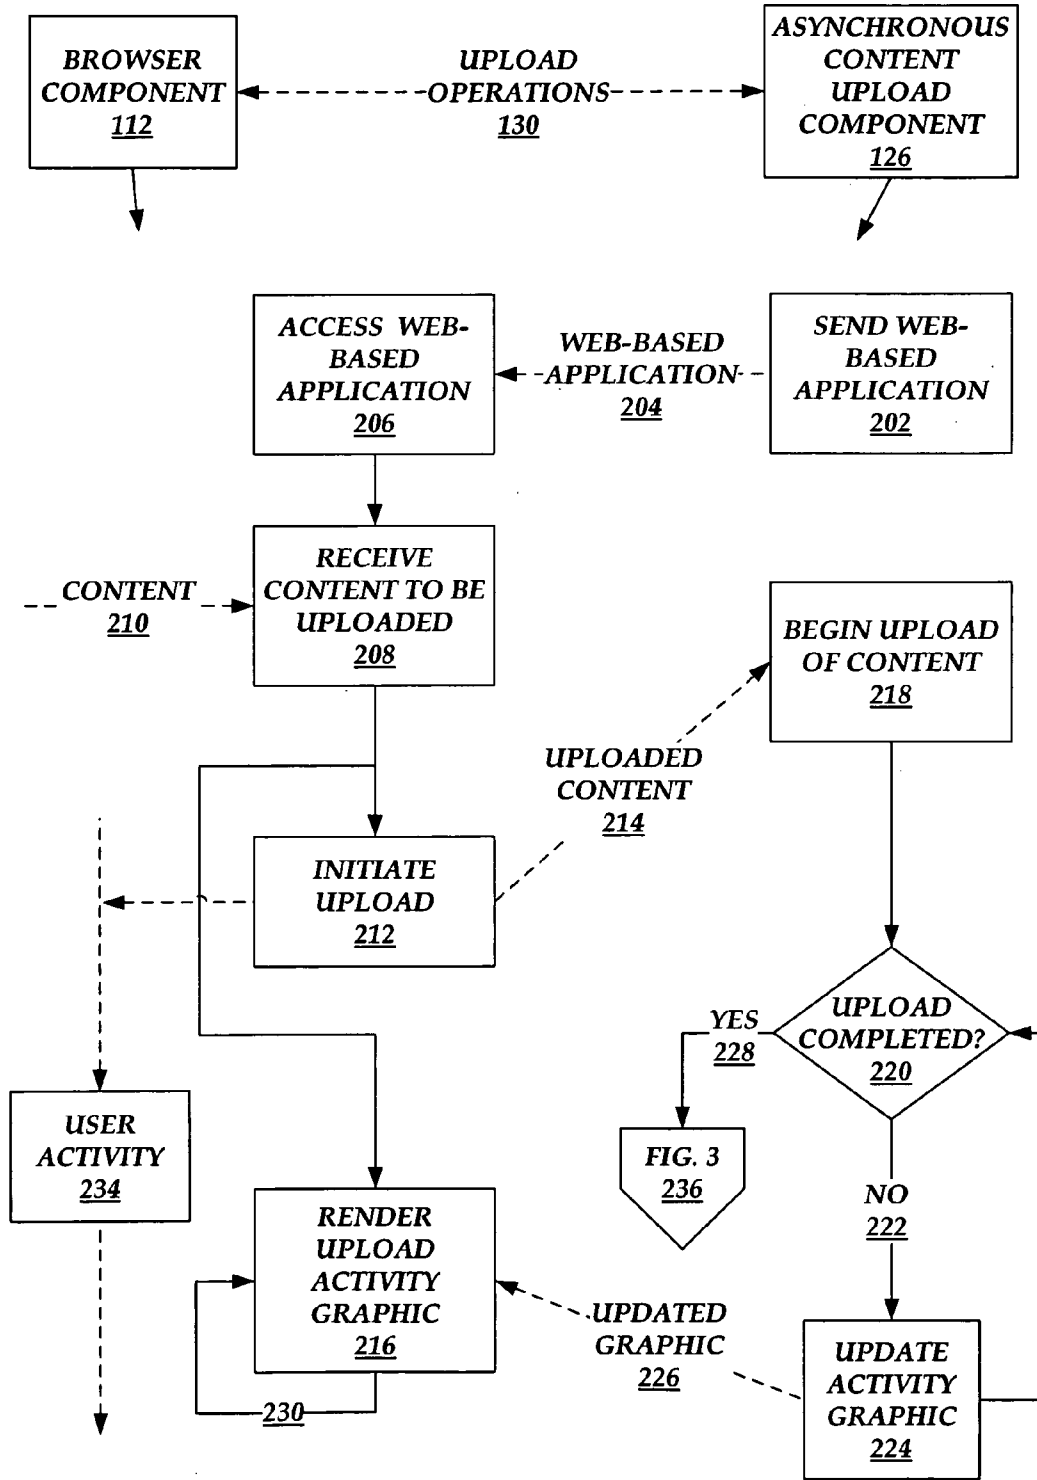 BROWSER
COMPONENT
112
UPLOAD
OPERATIONS
130
ASYNCHRONOUS
CONTENT
UPLOAD
COMPONENT
126
ACCESS WEB-
BASED
APPLICATION
206
WEB-BASED
APPLICATION
204
SEND WEB-
BASED
APPLICATION
202
CONTENT
210
RECEIVE
CONTENT TO BE
UPLOADED
208
BEGIN UPLOAD
OF CONTENT
218
UPLOADED
CONTENT
214
INITIATE
UPLOAD
212
UPLOAD
COMPLETED?
220
YES
228
FIG. 3
236
NO
222
USER
ACTIVITY
234
RENDER
UPLOAD
ACTIVITY
GRAPHIC
216
230
UPDATED
GRAPHIC
226
UPDATE
ACTIVITY
GRAPHIC
224